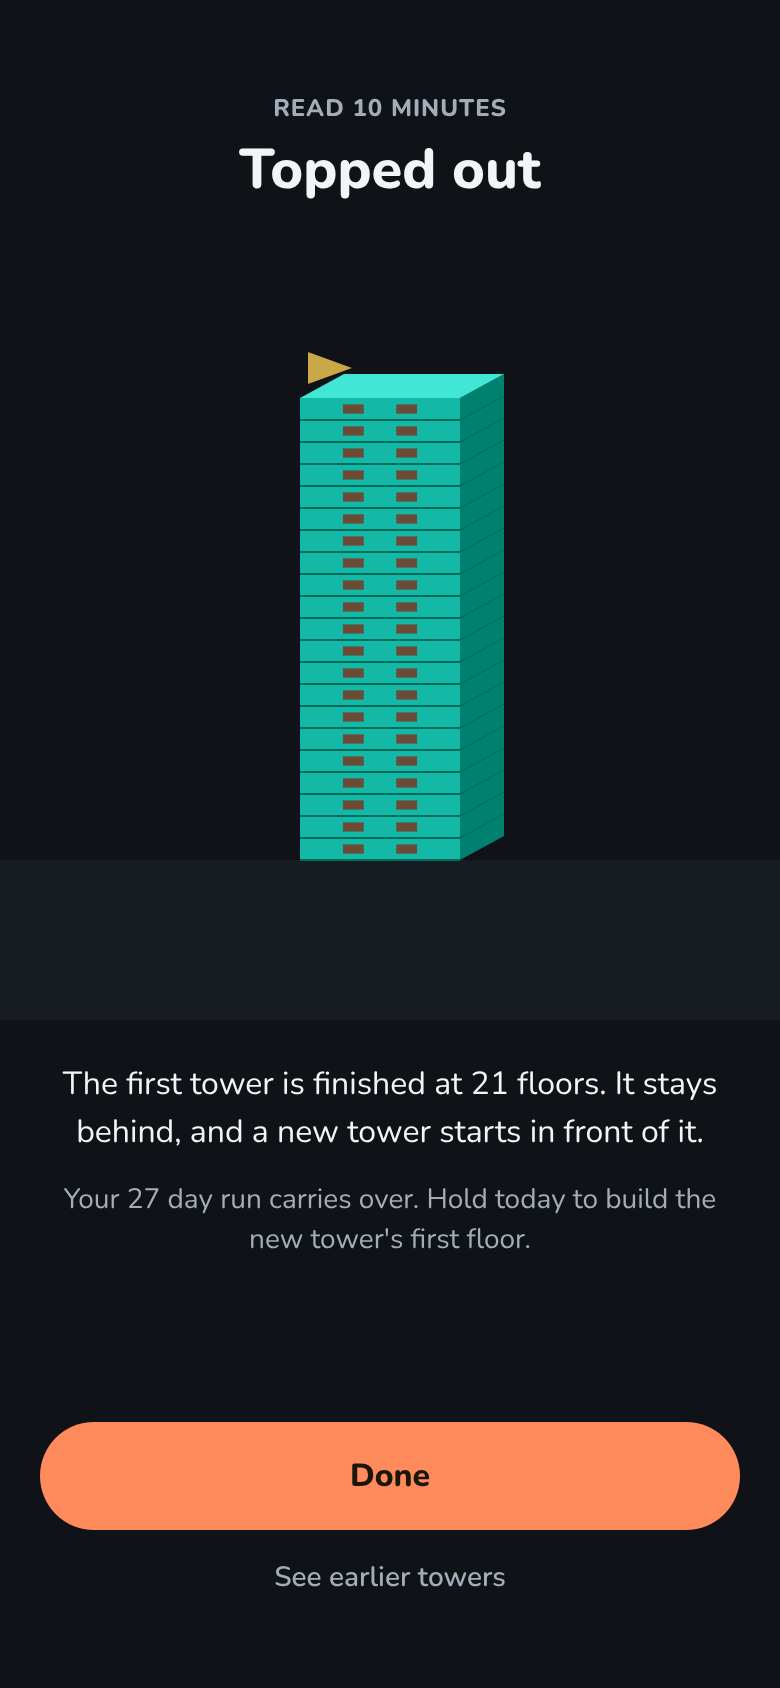 READ 10 MINUTES
Topped out
The first tower is finished at 21 floors. It stays
behind, and a new tower starts in front of it.
Your 27 day run carries over. Hold today to build the
new tower's first floor.
Done
See earlier towers